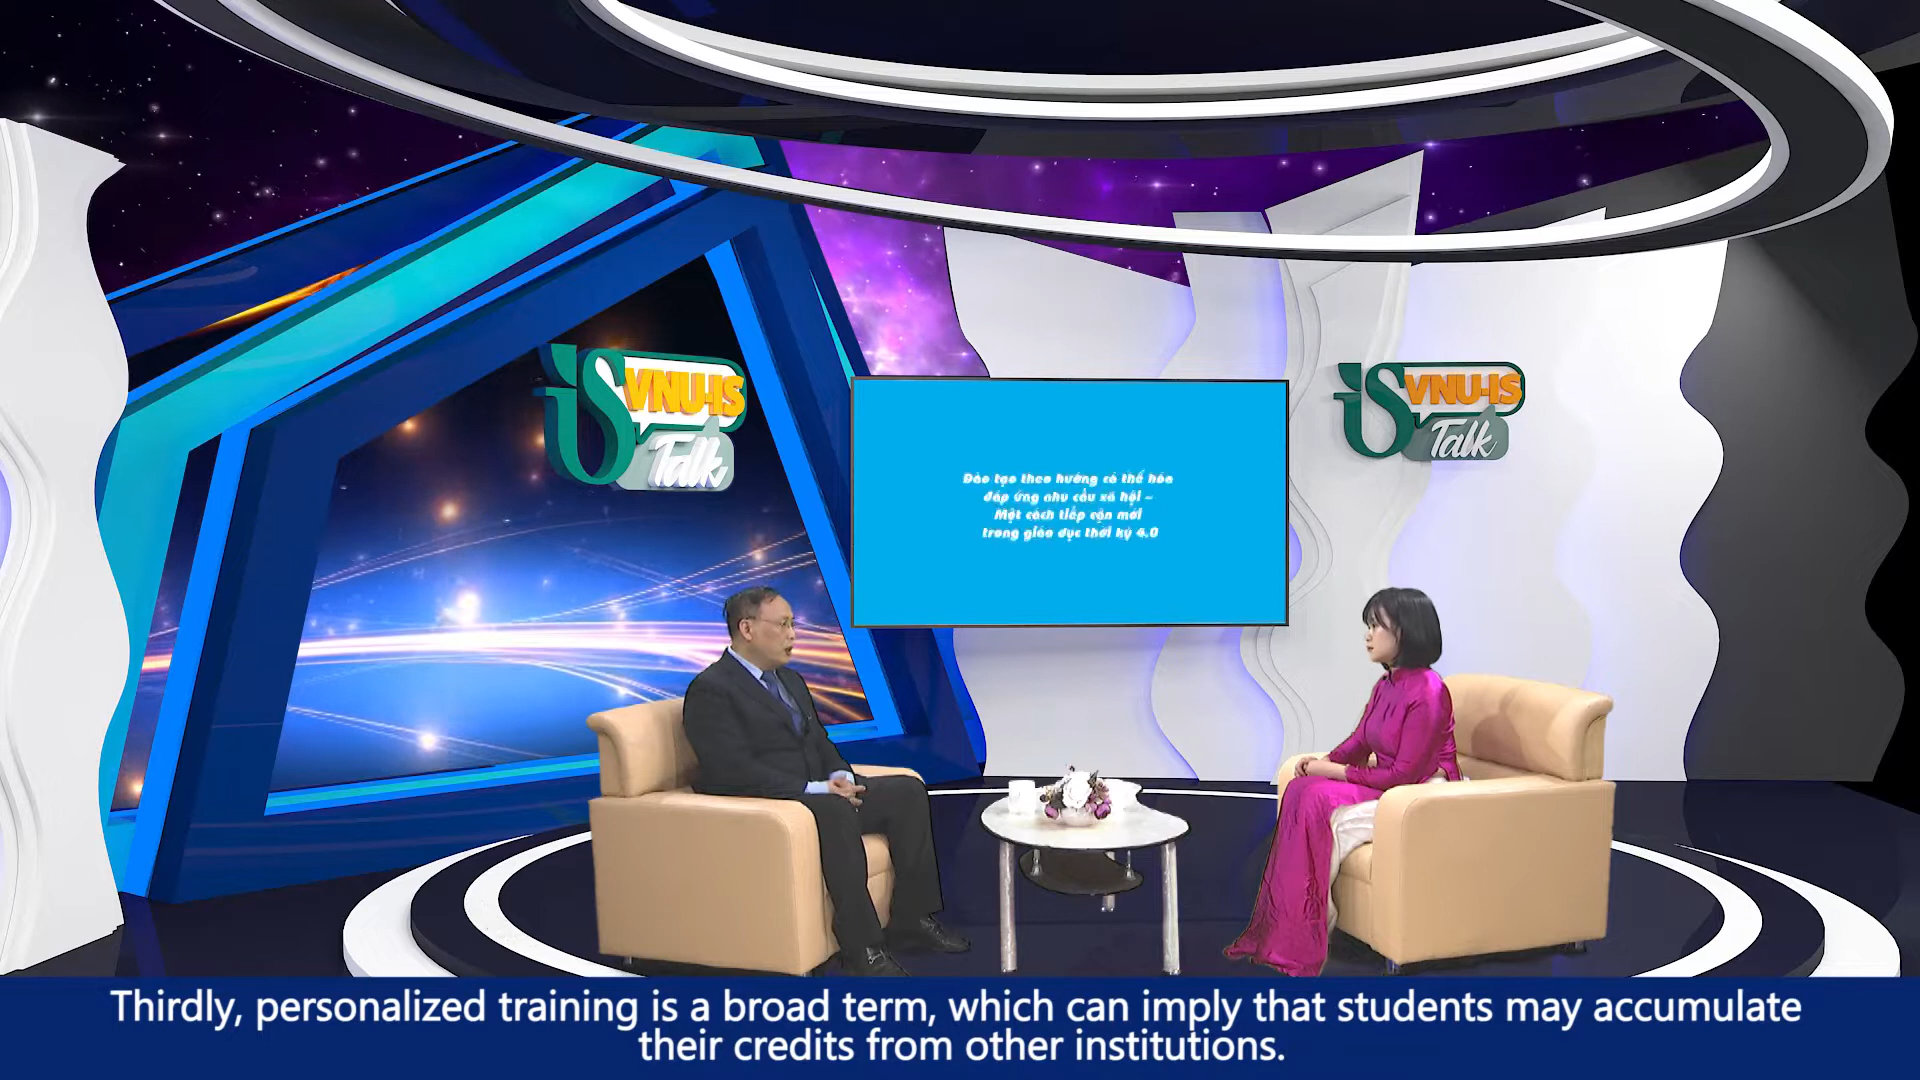 iS VNU-IS
Talk
iS VNU-IS
Talk
Đào tạo theo hướng cá thể hóa
đáp ứng nhu cầu xã hội –
Một cách tiếp cận mới
trong giáo dục thời kỳ 4.0
Thirdly, personalized training is a broad term, which can imply that students may accumulate
their credits from other institutions.